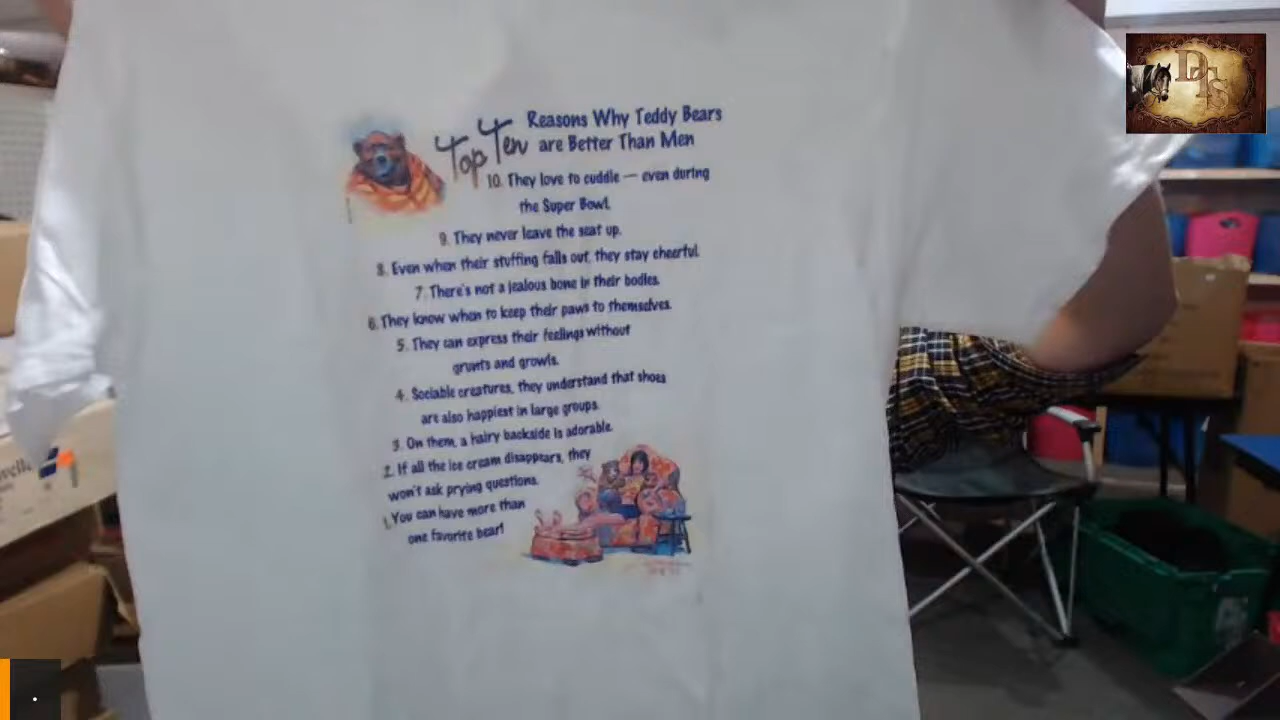 Top Ten Reasons Why Teddy Bears
are Better Than Men
10. They love to cuddle — even during
the Super Bowl.
9. They never leave the seat up.
8. Even when their stuffing falls out, they stay cheerful.
7. There's not a jealous bone in their bodies.
6. They know when to keep their paws to themselves.
5. They can express their feelings without
grunts and growls.
4. Sociable creatures, they understand that shoes
are also happiest in large groups.
3. On them, a hairy backside is adorable.
2. If all the ice cream disappears, they
won't ask prying questions.
1. You can have more than
one favorite bear!
DTS